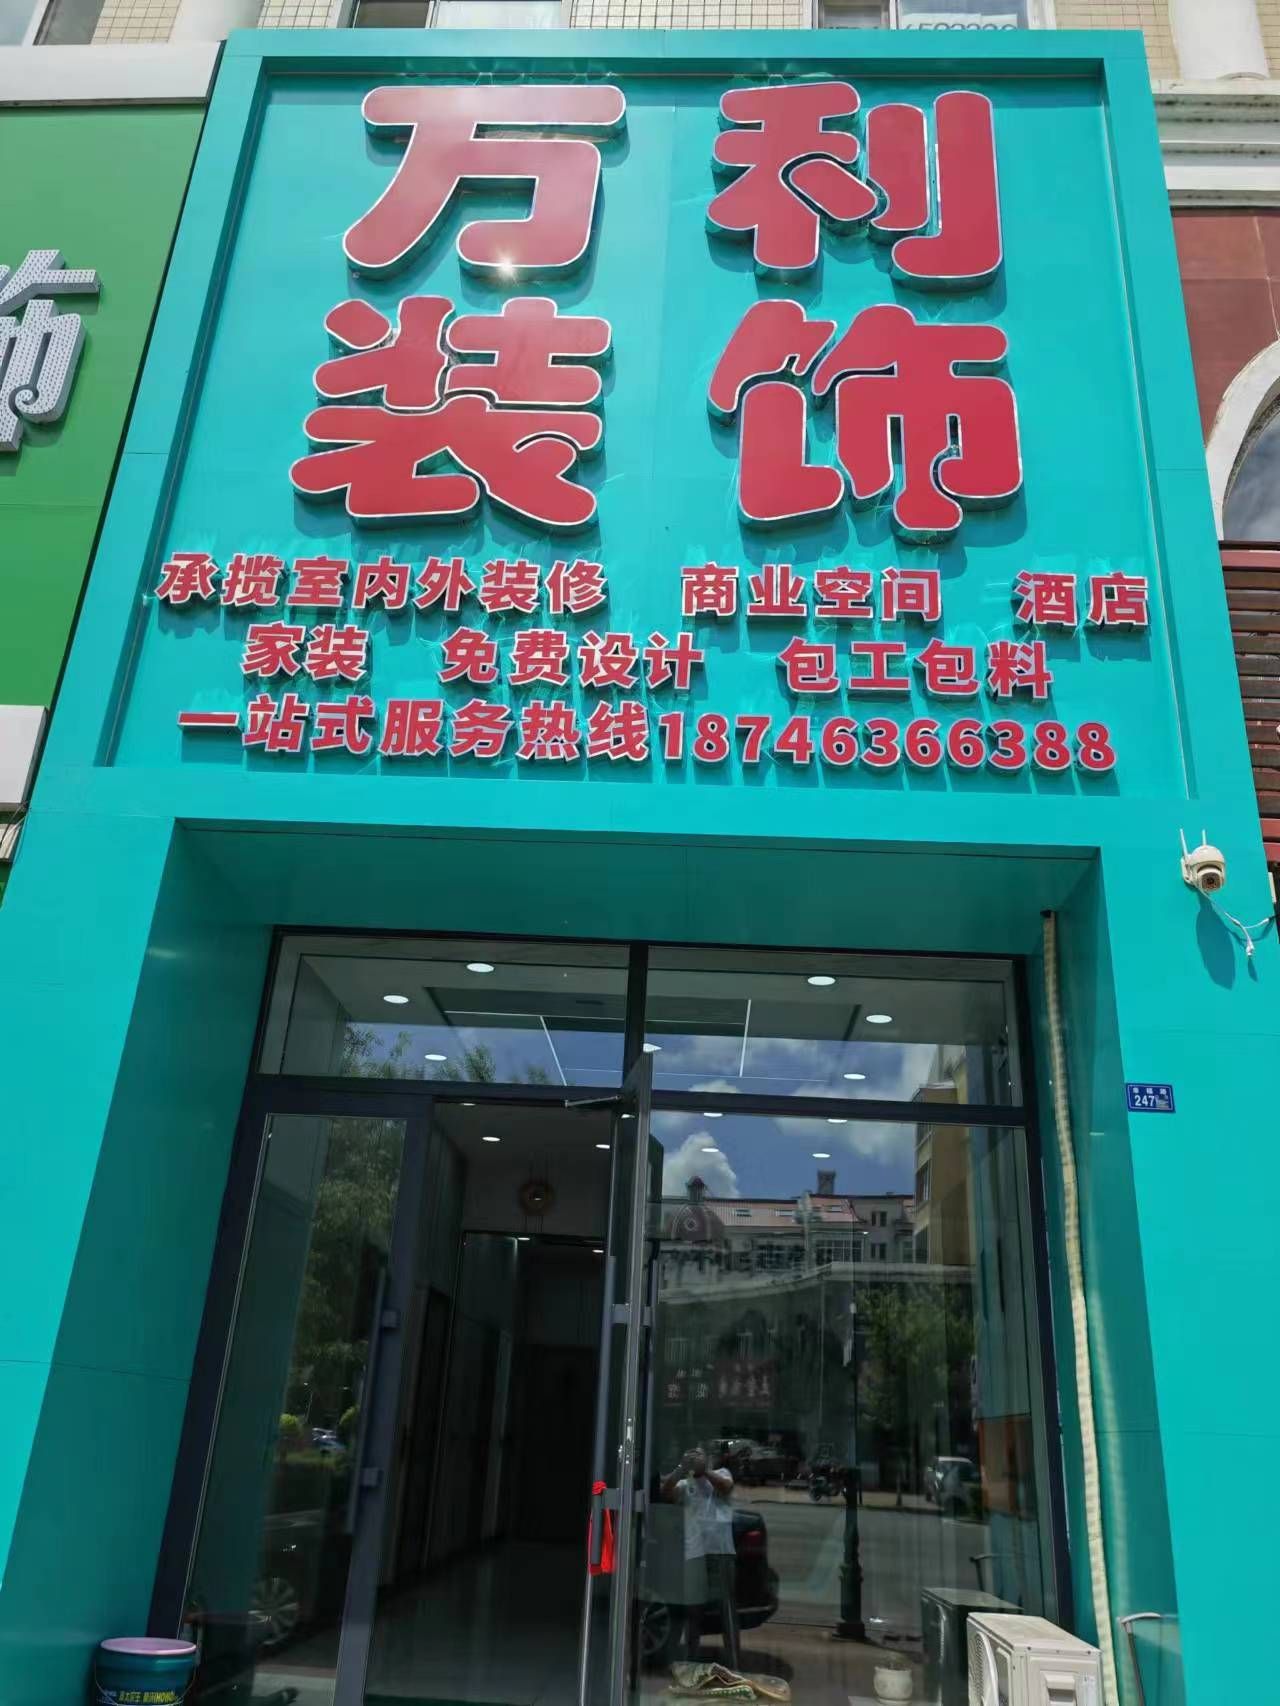 万利
装饰
承揽室内外装修 商业空间 酒店
家装 免费设计 包工包料
一站式服务热线18746366388
饰
247